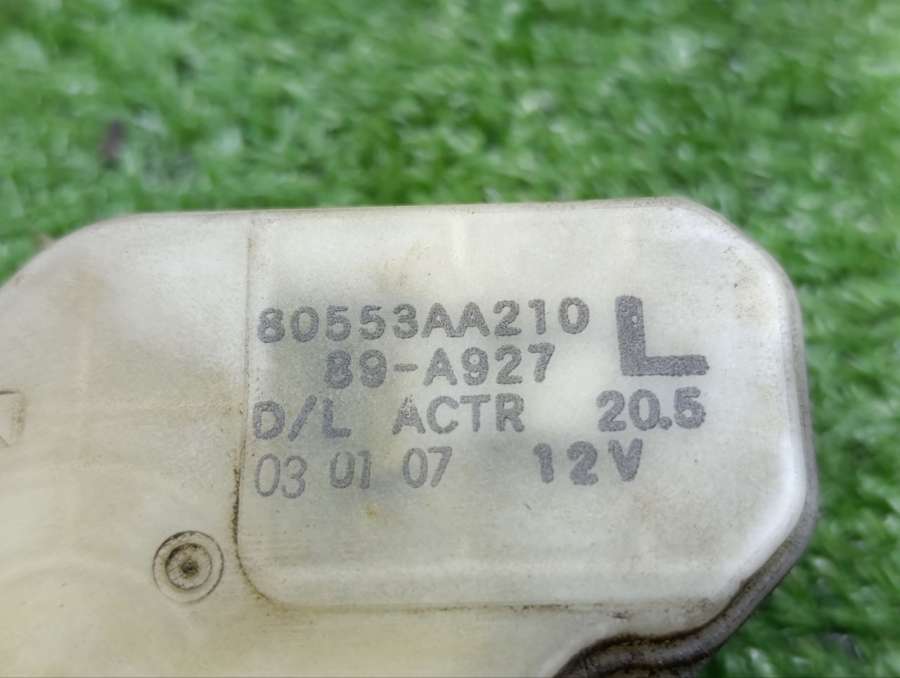 80553AA210 L
89-A927
D/L ACTR 20.5
03 01 07 12V